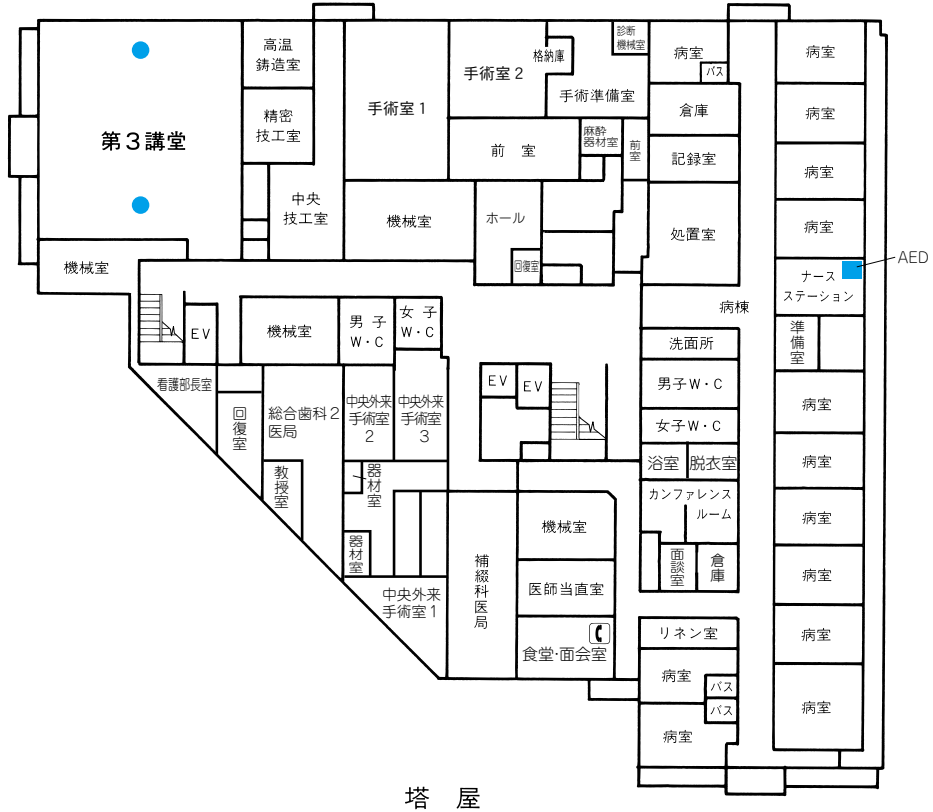 高温
鋳造室
精密
技工室
第3講堂
中央
技工室
機械室
手術室1
手術室2
格納庫
診断
機械室
手術準備室
前 室
麻酔
器材室
前
室
機械室
ホール
回復室
病室
バス
倉庫
記録室
処置室
病室
病室
病室
病室
AED
ナース
ステーション
病棟
準
備
室
EV
機械室
男 子
W・C
女 子
W・C
洗面所
男子W・C
女子W・C
浴室
脱衣室
カンファレンス
ルーム
面
談
室
倉
庫
看護部長室
回
復
室
総合歯科2
医局
教
授
室
中央外来
手術室
2
中央外来
手術室
3
EV
EV
器
材
室
器
材
室
中央外来
手術室1
補
綴
科
医
局
機械室
医師当直室
食堂・面会室
リネン室
病室
バス
バス
病室
病室
病室
病室
病室
病室
病室
塔 屋